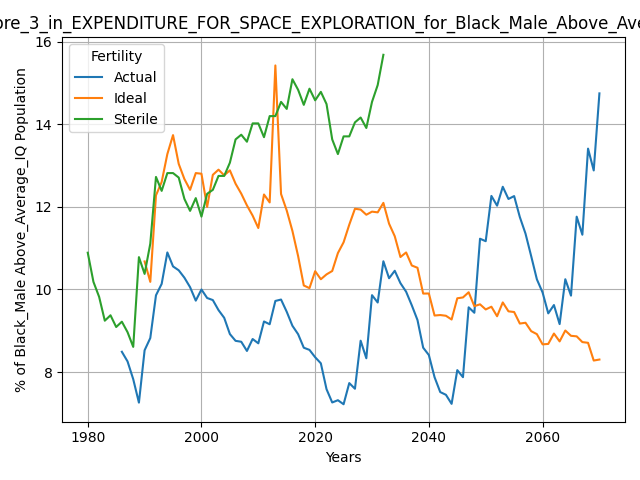 ore_3_in_EXPENDITURE_FOR_SPACE_EXPLORATION_for_Black_Male_Above_Ave
Fertility
Actual
Ideal
Sterile
% of Black_Male Above_Average_IQ Population
16
14
12
10
8
1980
2000
2020
2040
2060
Years